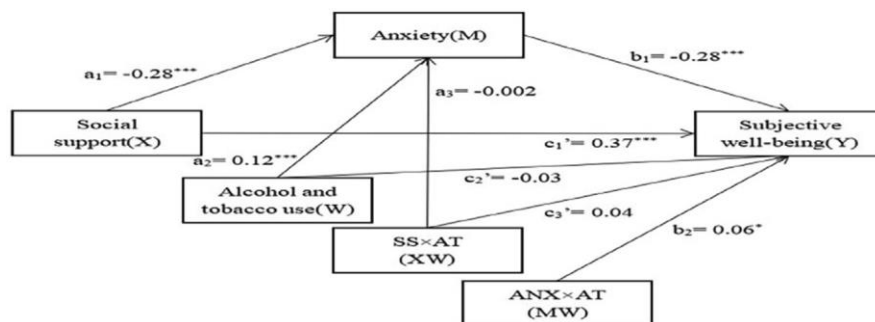 Anxiety(M)
a₁= -0.28***
b₁= -0.28***
a₃= -0.002
Social
support(X)
c₁'= 0.37***
Subjective
well-being(Y)
a₂= 0.12***
c₂'= -0.03
Alcohol and
tobacco use(W)
c₃'= 0.04
SS×AT
(XW)
b₂= 0.06*
ANX×AT
(MW)